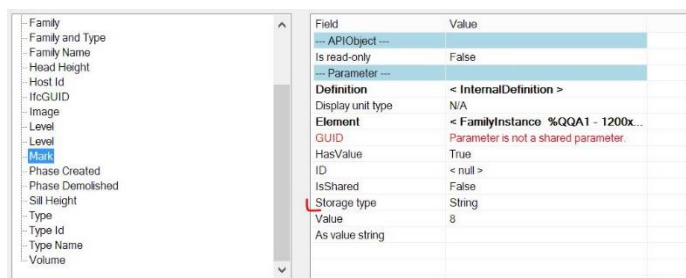 Family
Family and Type
Family Name
Head Height
Host Id
IfcGUID
Image
Level
Level
Mark
Phase Created
Phase Demolished
Sill Height
Type
Type Id
Type Name
Volume
Field Value
--- APIObject ---
Is read-only False
--- Parameter ---
Definition < InternalDefinition >
Display unit type N/A
Element < FamilyInstance %QQA1 - 1200x...
GUID Parameter is not a shared parameter.
HasValue True
ID < null >
IsShared False
Storage type String
Value 8
As value string